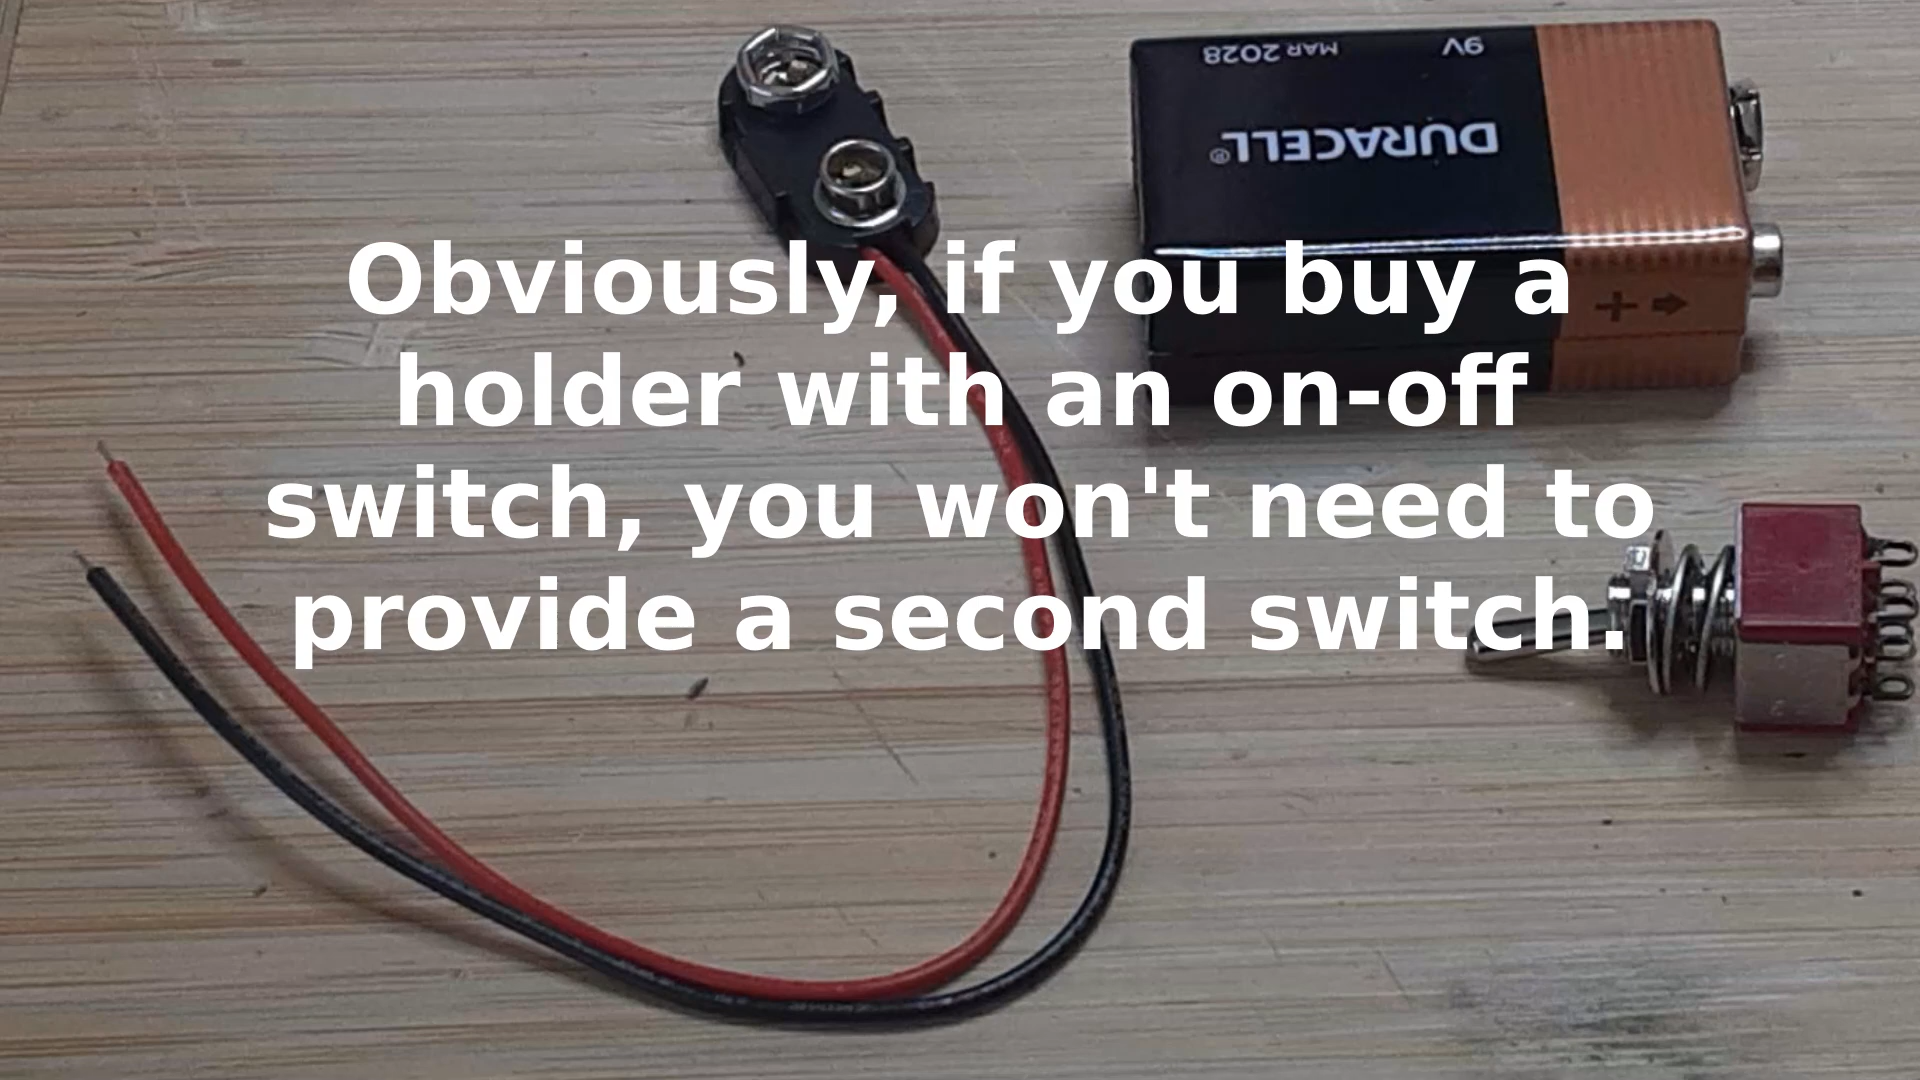 9V MAR 2028
DURACELL®
+
Obviously, if you buy a
holder with an on-off
switch, you won't need to
provide a second switch.